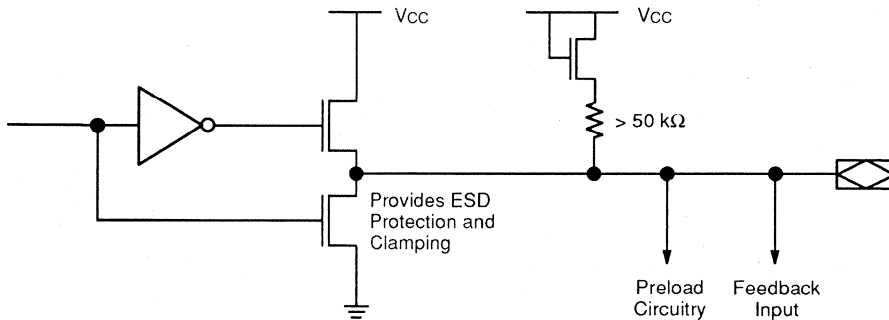 Vcc
Vcc
> 50 kΩ
Provides ESD
Protection and
Clamping
Preload
Circuitry
Feedback
Input